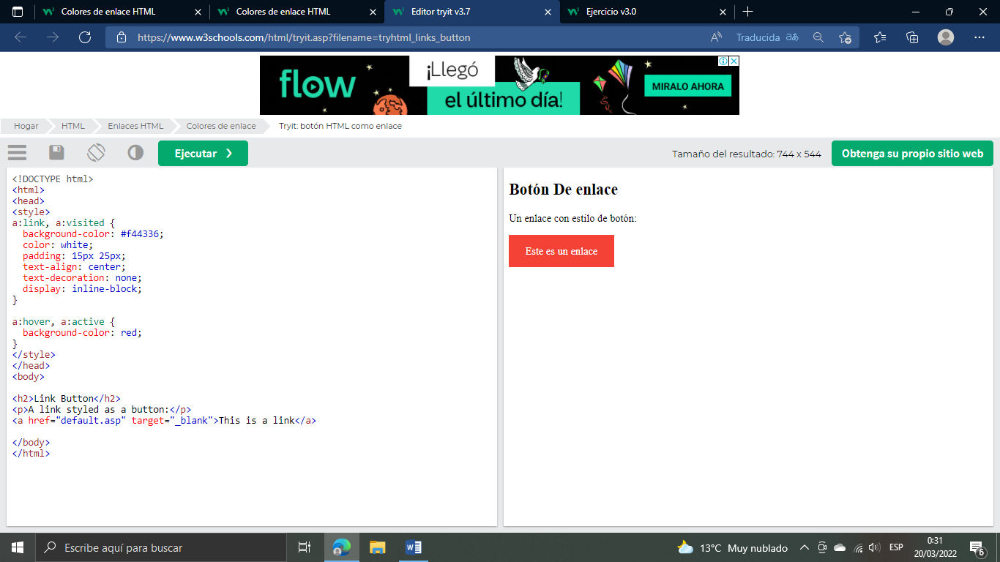 Colores de enlace HTML
Colores de enlace HTML
Editor tryit v3.7
Ejercicio v3.0
https://www.w3schools.com/html/tryit.asp?filename=tryhtml_links_button
Traducida
flow
¡Llegó
el último día!
MIRALO AHORA
Hogar
HTML
Enlaces HTML
Colores de enlace
Tryit: botón HTML como enlace
Ejecutar ❯
Tamaño del resultado: 744 x 544
Obtenga su propio sitio web
<!DOCTYPE html>
<html>
<head>
<style>
a:link, a:visited {
  background-color: #f44336;
  color: white;
  padding: 15px 25px;
  text-align: center;
  text-decoration: none;
  display: inline-block;
}
a:hover, a:active {
  background-color: red;
}
</style>
</head>
<body>
<h2>Link Button</h2>
<p>A link styled as a button:</p>
<a href="default.asp" target="_blank">This is a link</a>
</body>
</html>
Botón De enlace
Un enlace con estilo de botón:
Este es un enlace
Escribe aquí para buscar
13°C Muy nublado
ESP
0:31
20/03/2022
6